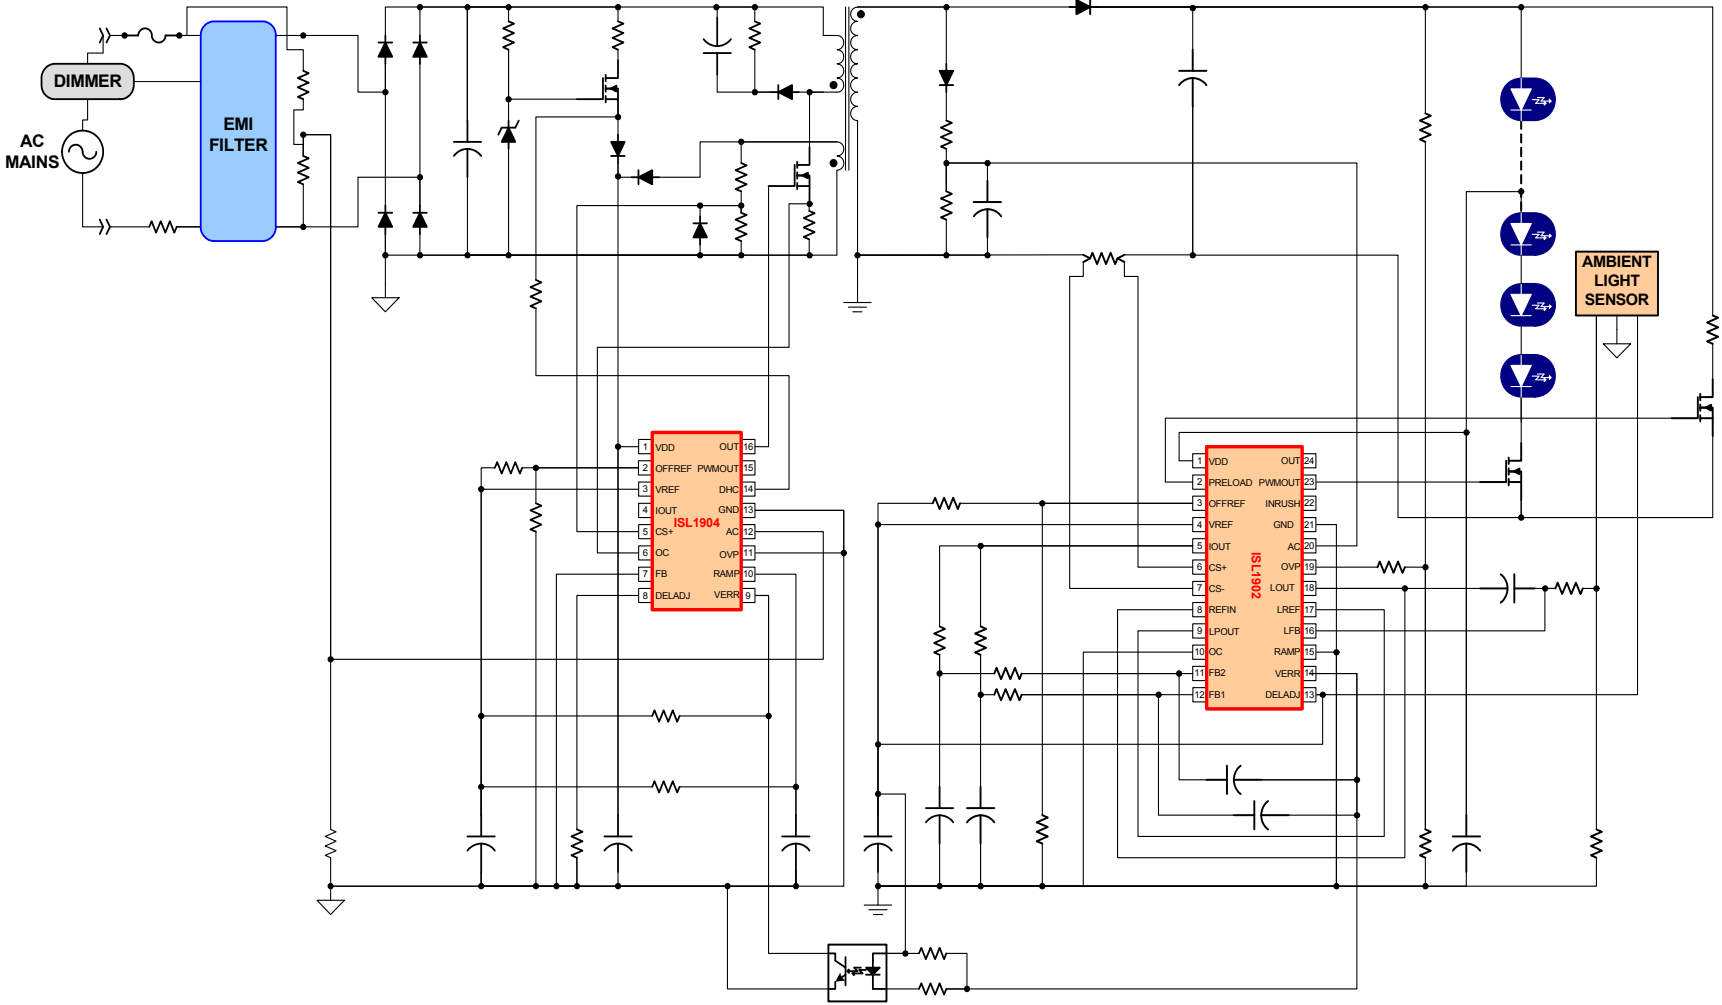 DIMMER
AC
MAINS
EMI
FILTER
AMBIENT
LIGHT
SENSOR
1 VDD OUT 16
2 OFFREF PWMOUT 15
3 VREF DHC 14
4 IOUT GND 13
ISL1904
5 CS+ AC 12
6 OC OVP 11
7 FB RAMP 10
8 DELADJ VERR 9
1 VDD OUT 24
2 PRELOAD PWMOUT 23
3 OFFREF INRUSH 22
4 VREF GND 21
5 IOUT AC 20
6 CS+ OVP 19
7 CS- LOUT 18
ISL1902
8 REFIN LREF 17
9 LPOUT LFB 16
10 OC RAMP 15
11 FB2 VERR 14
12 FB1 DELADJ 13